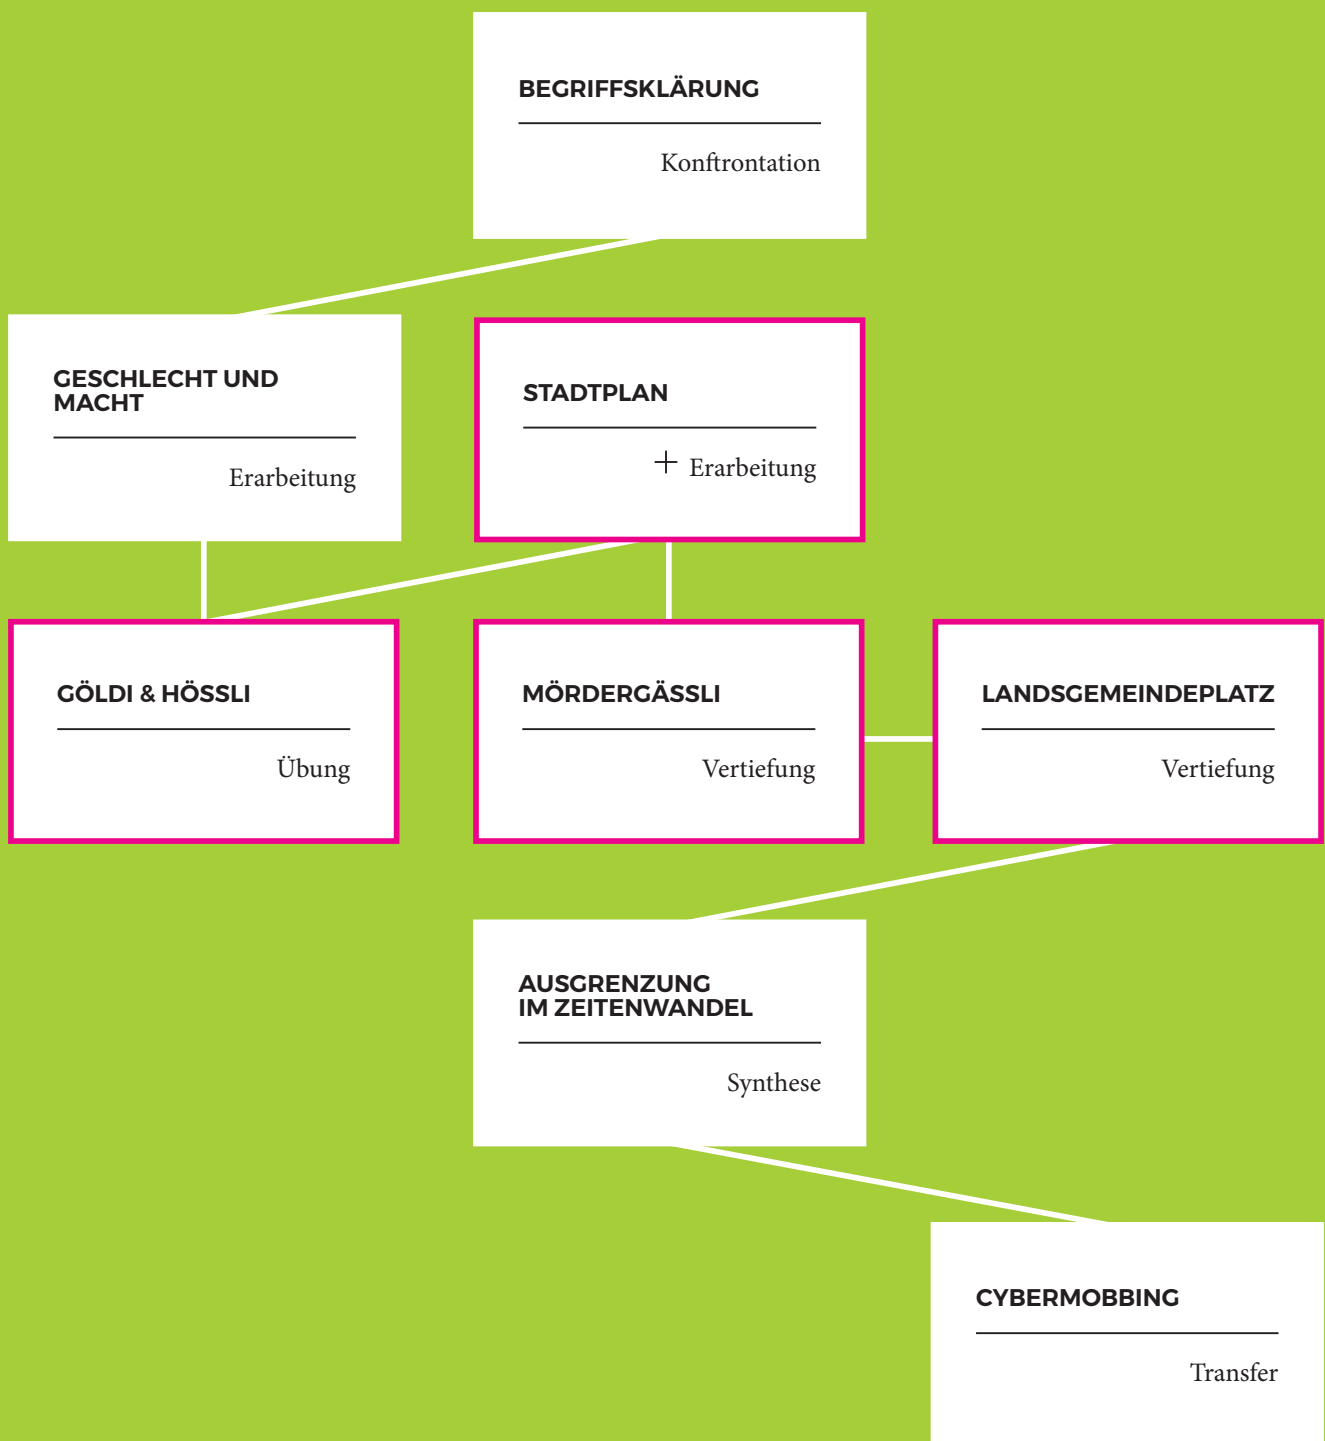 BEGRIFFSKLÄRUNG
Konftrontation
GESCHLECHT UND
MACHT
Erarbeitung
STADTPLAN
+ Erarbeitung
GÖLDI & HÖSSLI
Übung
MÖRDERGÄSSLI
Vertiefung
LANDSGEMEINDEPLATZ
Vertiefung
AUSGRENZUNG
IM ZEITENWANDEL
Synthese
CYBERMOBBING
Transfer